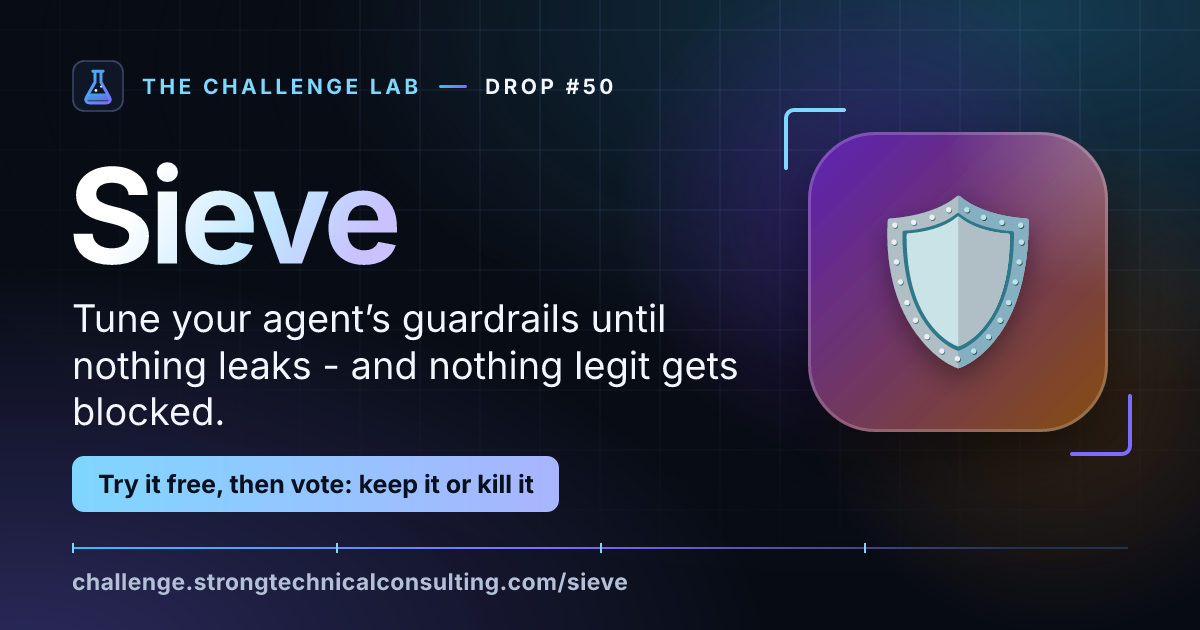 THE CHALLENGE LAB — DROP #50
Sieve
Tune your agent’s guardrails until
nothing leaks - and nothing legit gets
blocked.
Try it free, then vote: keep it or kill it
challenge.strongtechnicalconsulting.com/sieve